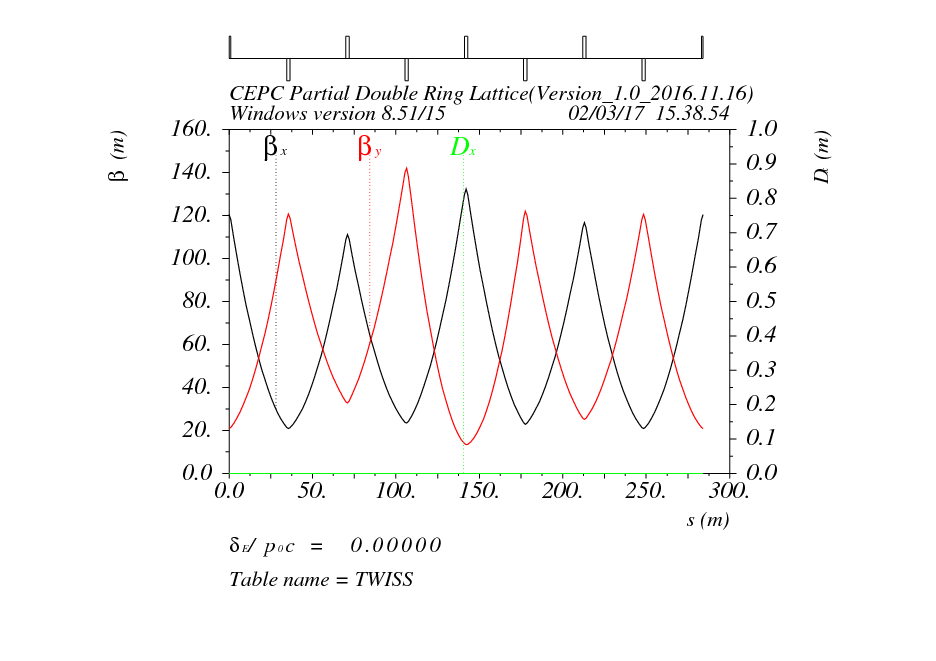 CEPC Partial Double Ring Lattice(Version_1.0_2016.11.16)
Windows version 8.51/15 02/03/17 15.38.54
β (m)
160.
140.
120.
100.
80.
60.
40.
20.
0.0
βx βy Dx
1.0
0.9
0.8
0.7
0.6
0.5
0.4
0.3
0.2
0.1
0.0
Dx (m)
0.0 50. 100. 150. 200. 250. 300.
s (m)
δE/ p0c = 0.00000
Table name = TWISS